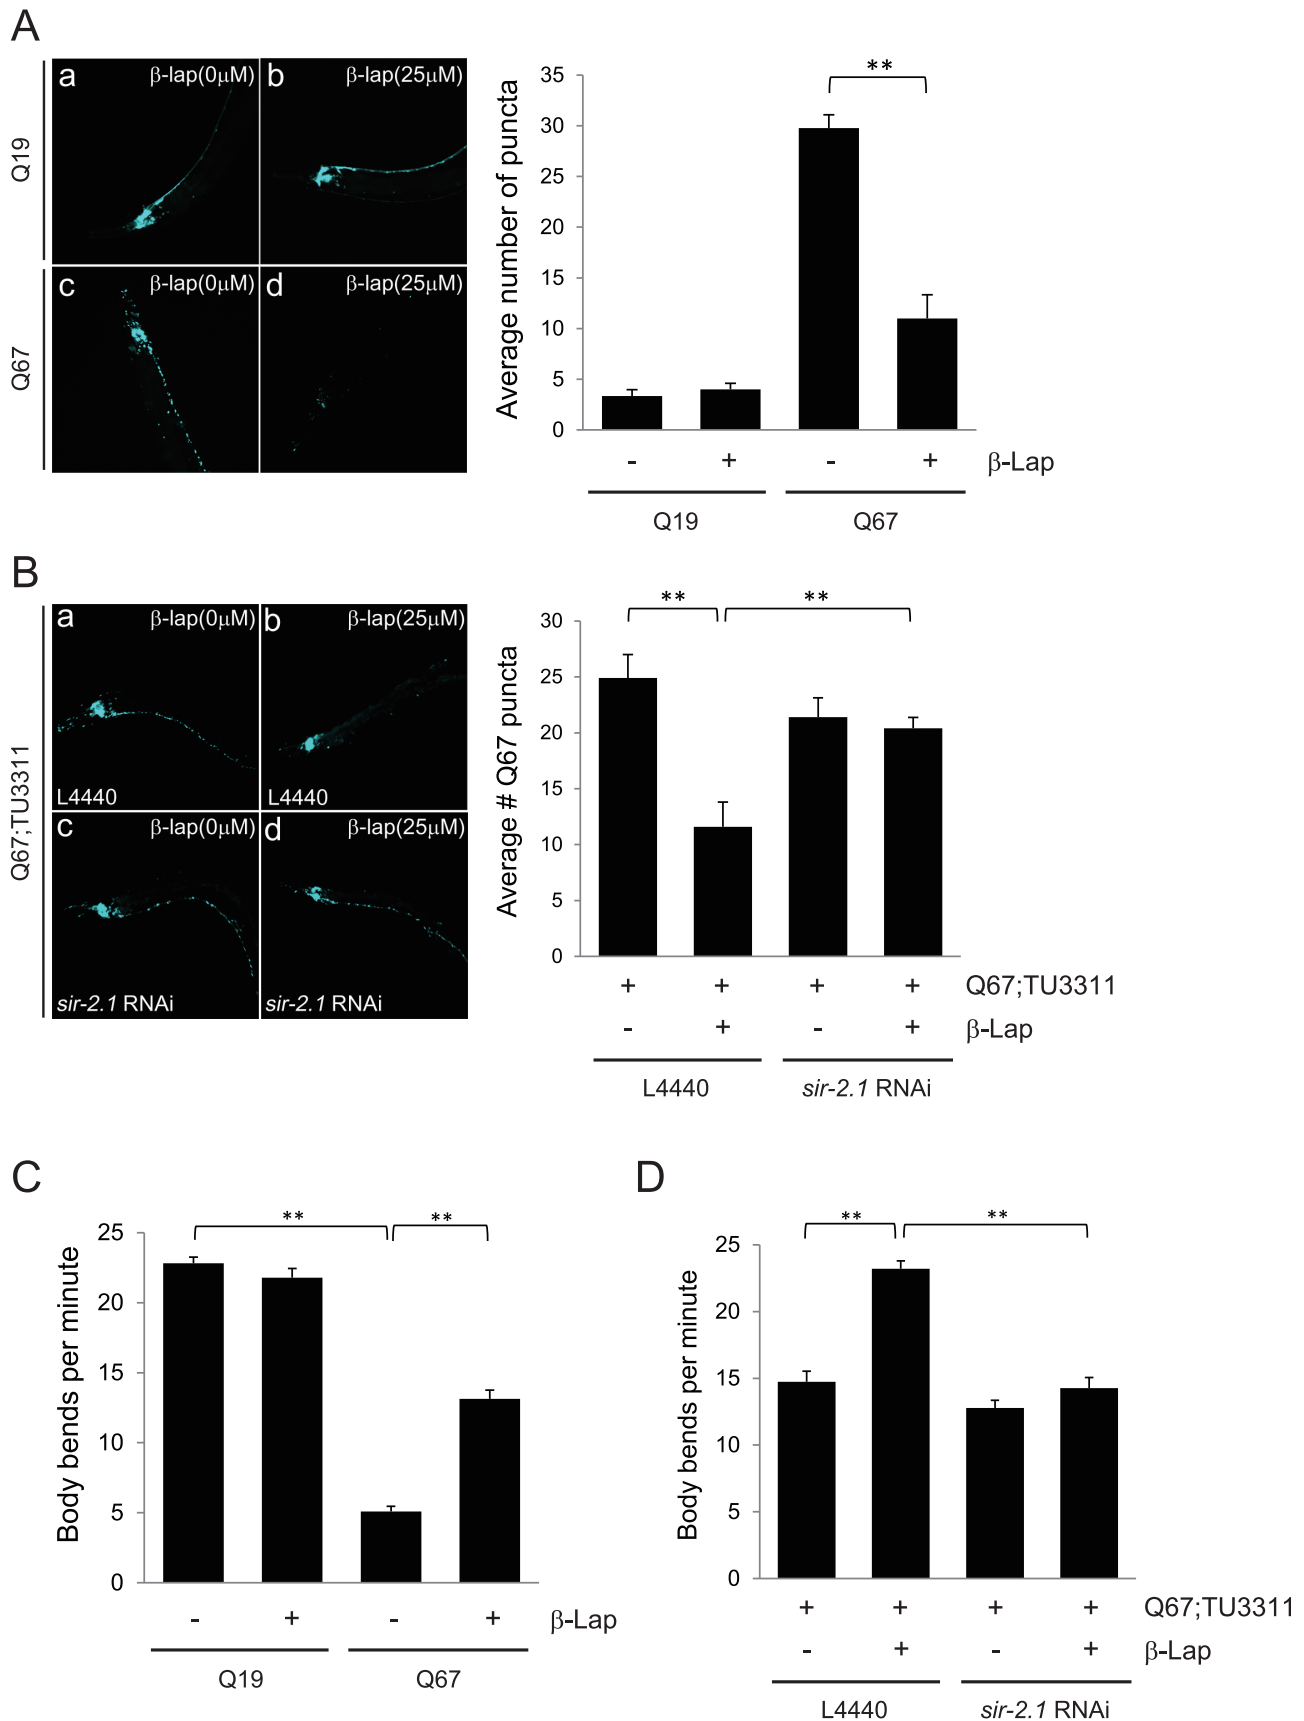 A
a β-lap(0μM)
b β-lap(25μM)
c β-lap(0μM)
d β-lap(25μM)
Q19
Q67
Average number of puncta
35
30
25
20
15
10
5
0
**
- + - + β-Lap
Q19 Q67
B
a β-lap(0μM)
L4440
b β-lap(25μM)
L4440
c β-lap(0μM)
sir-2.1 RNAi
d β-lap(25μM)
sir-2.1 RNAi
Q67;TU3311
Average # Q67 puncta
30
25
20
15
10
5
0
** **
+ + + + Q67;TU3311
- + - + β-Lap
L4440 sir-2.1 RNAi
C
Body bends per minute
25
20
15
10
5
0
** **
- + - + β-Lap
Q19 Q67
D
Body bends per minute
25
20
15
10
5
0
** **
+ + + + Q67;TU3311
- + - + β-Lap
L4440 sir-2.1 RNAi